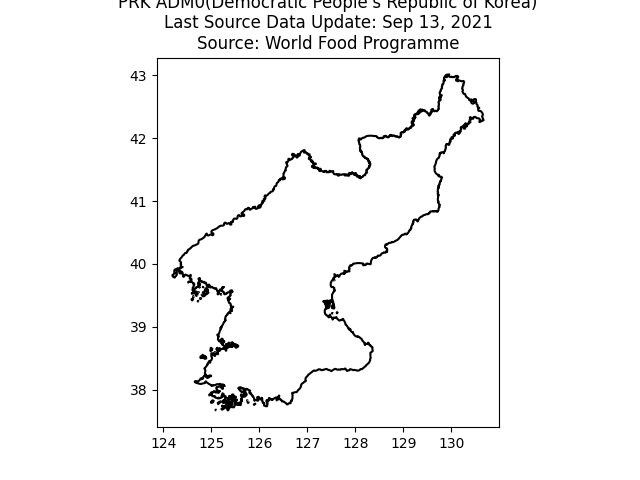 PRK ADM0(Democratic People's Republic of Korea)
Last Source Data Update: Sep 13, 2021
Source: World Food Programme
43
42
41
40
39
38
124 125 126 127 128 129 130